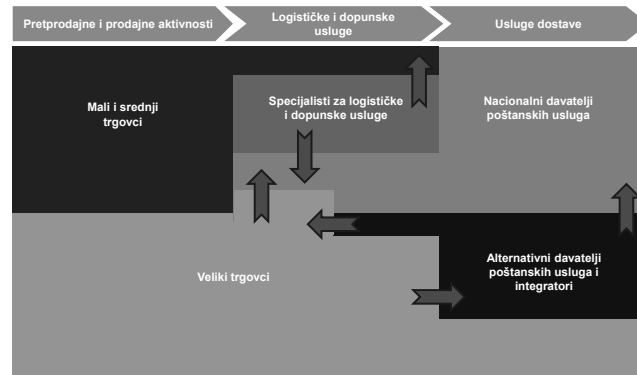 Pretprodajne i prodajne aktivnosti
Logističke i dopunske
usluge
Usluge dostave
Mali i srednji
trgovci
Specijalisti za logističke
i dopunske usluge
Nacionalni davatelji
poštanskih usluga
Veliki trgovci
Alternativni davatelji
poštanskih usluga i
integratori